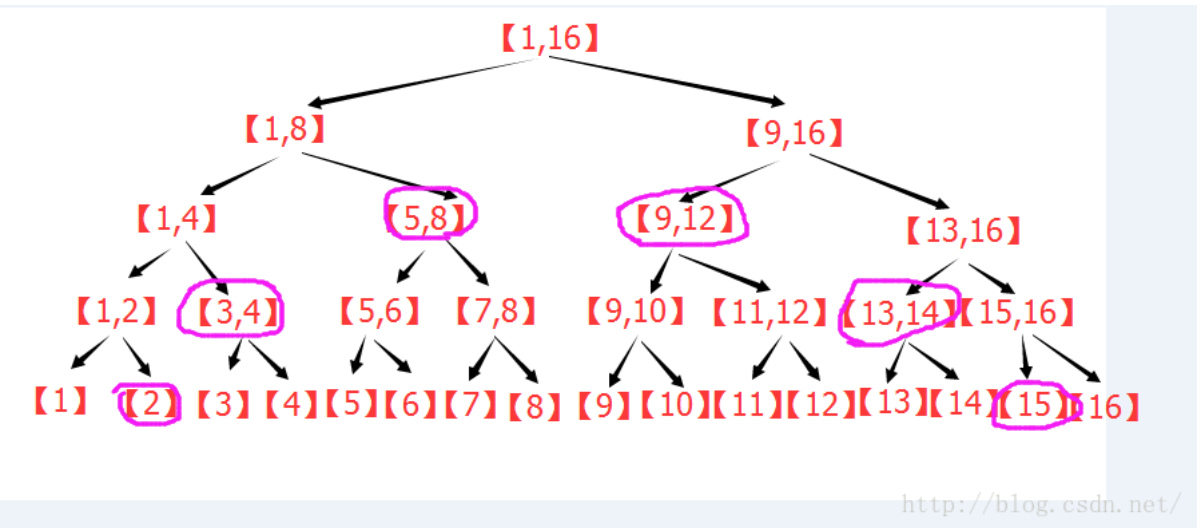 【1,16】
【1,8】 【9,16】
【1,4】 【5,8】 【9,12】 【13,16】
【1,2】 【3,4】 【5,6】 【7,8】 【9,10】 【11,12】 【13,14】 【15,16】
【1】 【2】 【3】 【4】 【5】 【6】 【7】 【8】 【9】 【10】 【11】 【12】 【13】 【14】 【15】 【16】
http://blog.csdn.net/